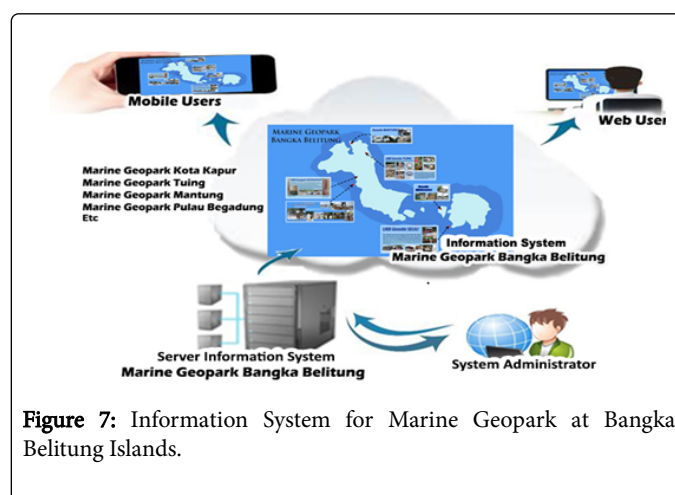 Mobile Users
Web User
MARINE GEOPARK
BANGKA BELITUNG
Marine Geopark Kota Kapur
Marine Geopark Tuing
Marine Geopark Mantung
Marine Geopark Pulau Begadung
Etc
Information System
Marine Geopark Bangka Belitung
Server Information System
Marine Geopark Bangka Belitung
System Administrator
Figure 7: Information System for Marine Geopark at Bangka
Belitung Islands.